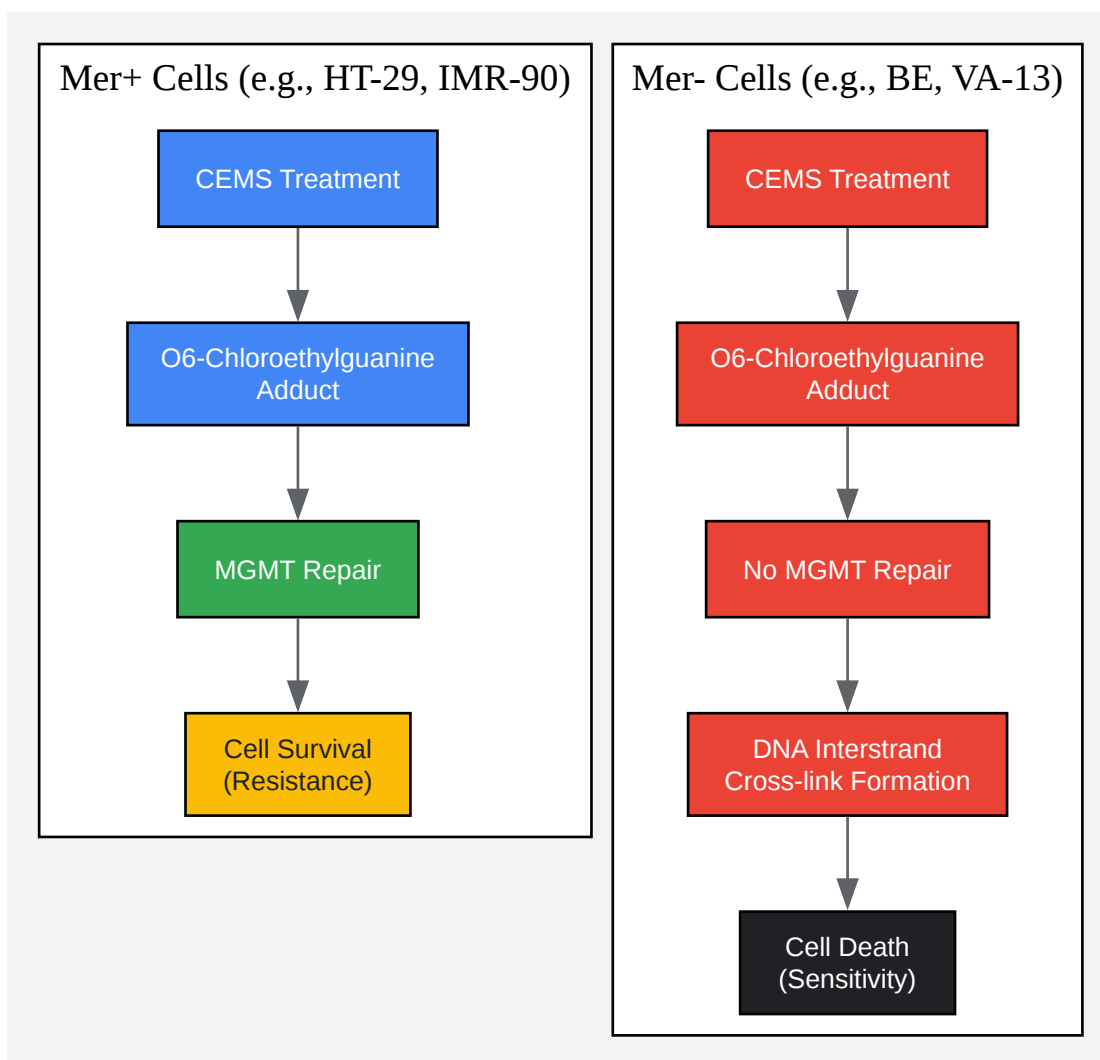 Mer+ Cells (e.g., HT-29, IMR-90)
CEMS Treatment
O6-Chloroethylguanine
Adduct
MGMT Repair
Cell Survival
(Resistance)
Mer- Cells (e.g., BE, VA-13)
CEMS Treatment
O6-Chloroethylguanine
Adduct
No MGMT Repair
DNA Interstrand
Cross-link Formation
Cell Death
(Sensitivity)